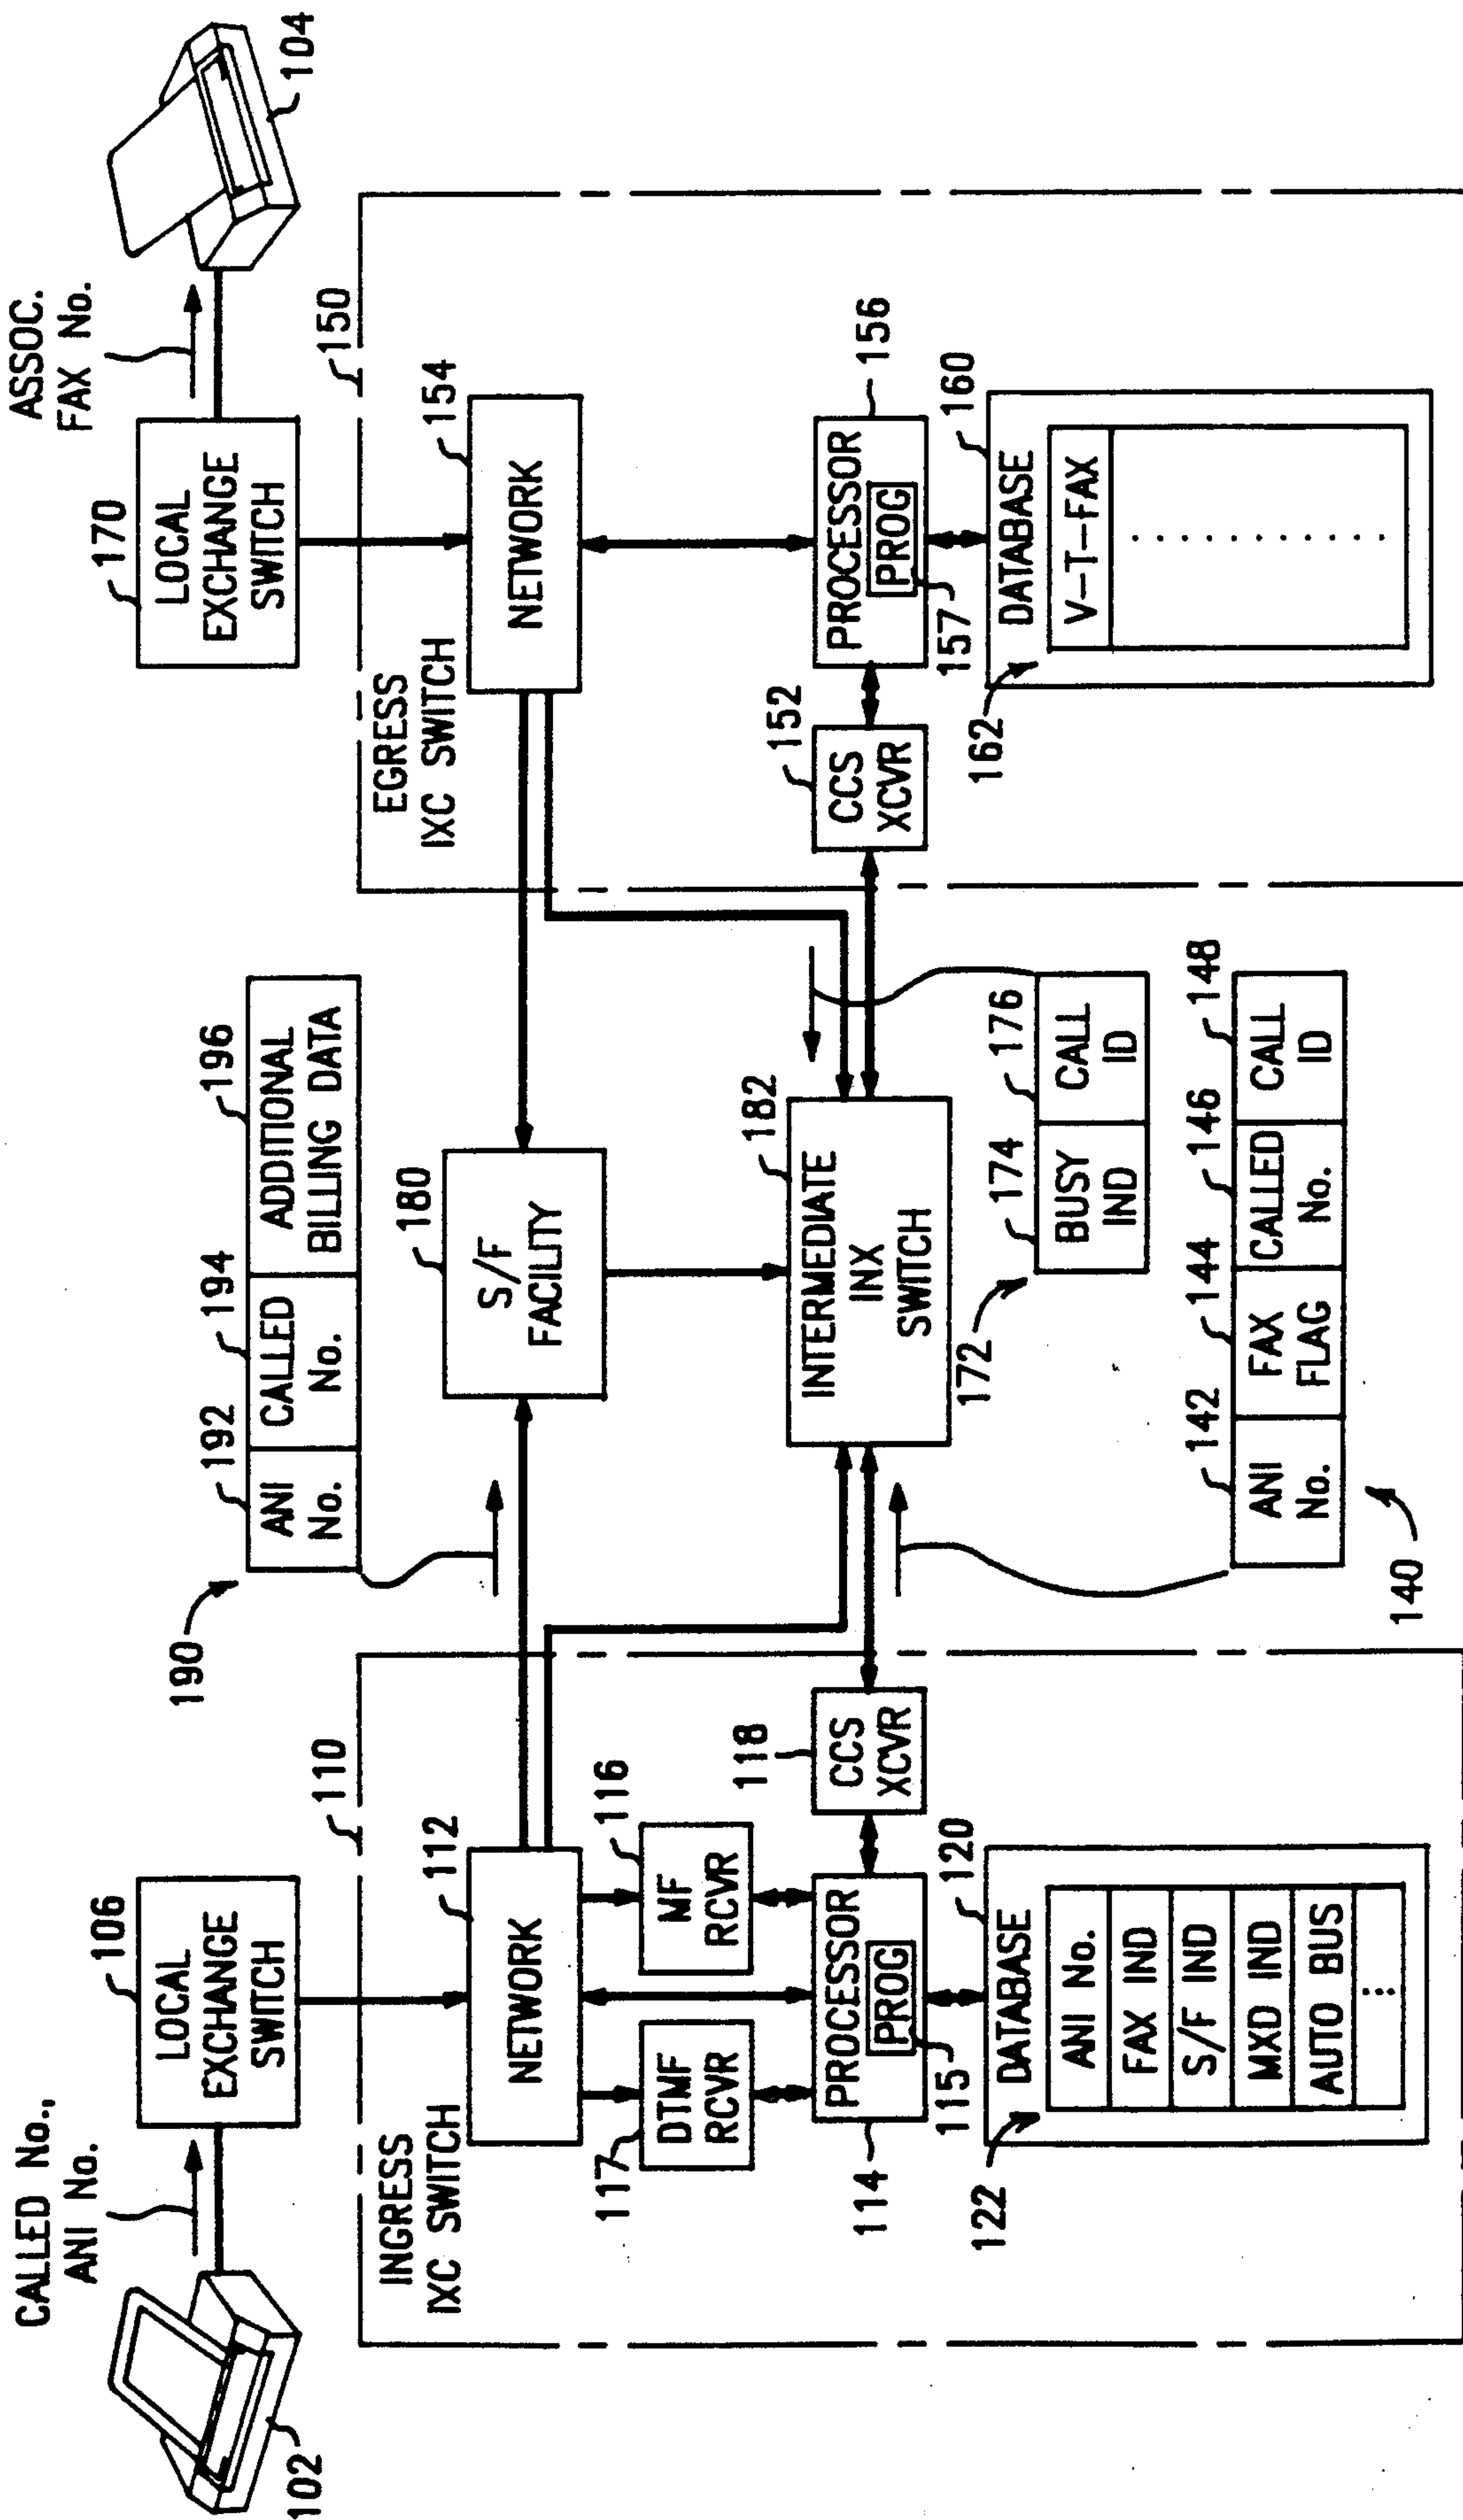 CALLED No.,
ANI No.
102
106
LOCAL
EXCHANGE
SWITCH
110
INGRESS
IXC SWITCH
112
NETWORK
117
DTMF
RCVR
116
MF
RCVR
114
PROCESSOR
PROG
115
118
CCS
XCVR
120
DATABASE
122
ANI No.
FAX IND
S/F IND
MXD IND
AUTO BUS
190
192
194
196
ANI
No.
CALLED
No.
ADDITIONAL
BILLING DATA
180
S/F
FACILITY
182
INTERMEDIATE
INX
SWITCH
172
174
176
BUSY
IND
CALL
ID
140
142
144
146
148
ANI
No.
FAX
FLAG
CALLED
No.
CALL
ID
ASSOC.
FAX No.
104
170
LOCAL
EXCHANGE
SWITCH
150
EGRESS
IXC SWITCH
154
NETWORK
152
CCS
XCVR
156
PROCESSOR
PROG
157
160
DATABASE
162
V-T-FAX